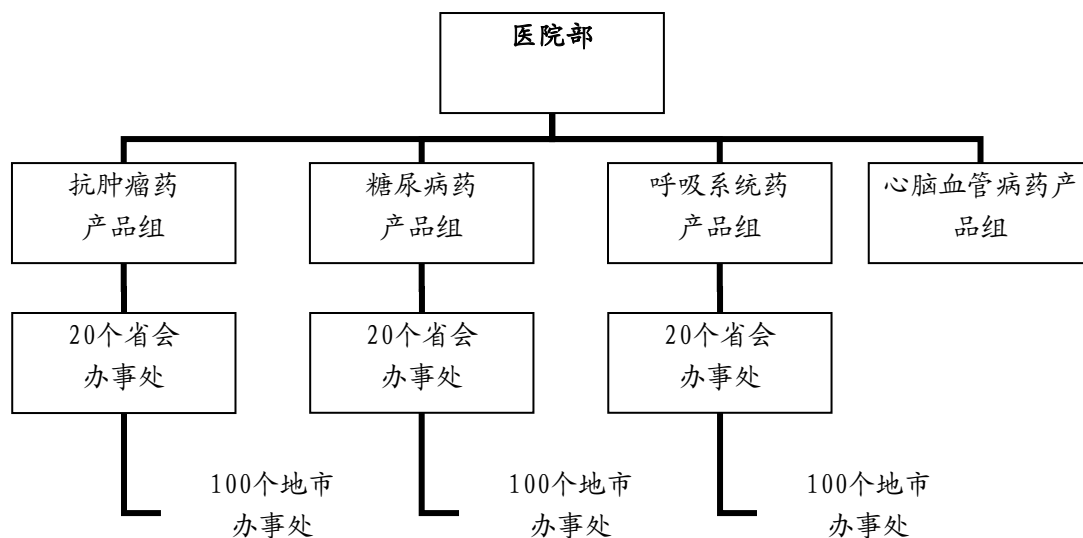 医院部
抗肿瘤药
产品组
糖尿病药
产品组
呼吸系统药
产品组
心脑血管病药产
品组
20个省会
办事处
20个省会
办事处
20个省会
办事处
100个地市
办事处
100个地市
办事处
100个地市
办事处